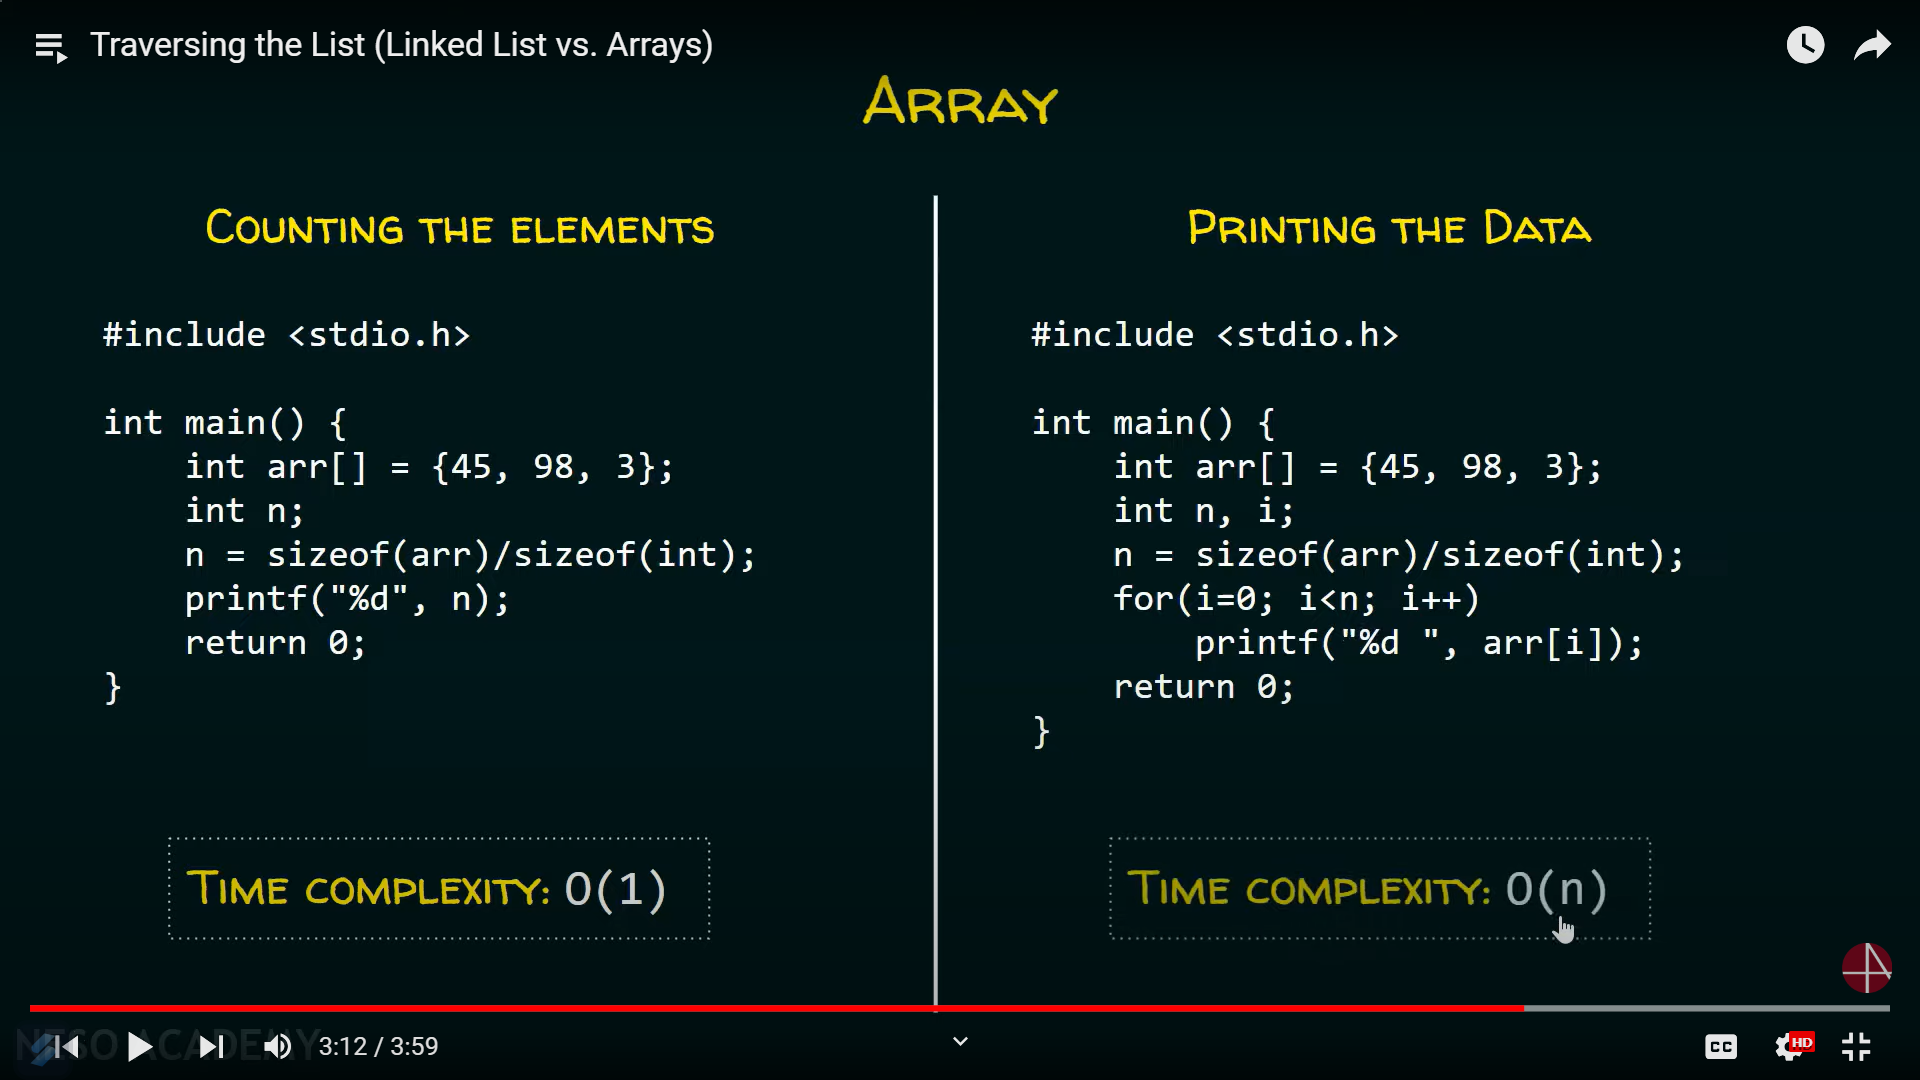 Traversing the List (Linked List vs. Arrays)
ARRAY
COUNTING THE ELEMENTS
#include <stdio.h>
int main() {
    int arr[] = {45, 98, 3};
    int n;
    n = sizeof(arr)/sizeof(int);
    printf("%d", n);
    return 0;
}
TIME COMPLEXITY: O(1)
PRINTING THE DATA
#include <stdio.h>
int main() {
    int arr[] = {45, 98, 3};
    int n, i;
    n = sizeof(arr)/sizeof(int);
    for(i=0; i<n; i++)
        printf("%d ", arr[i]);
    return 0;
}
TIME COMPLEXITY: O(n)
NESO ACADEMY
3:12 / 3:59
CC
HD